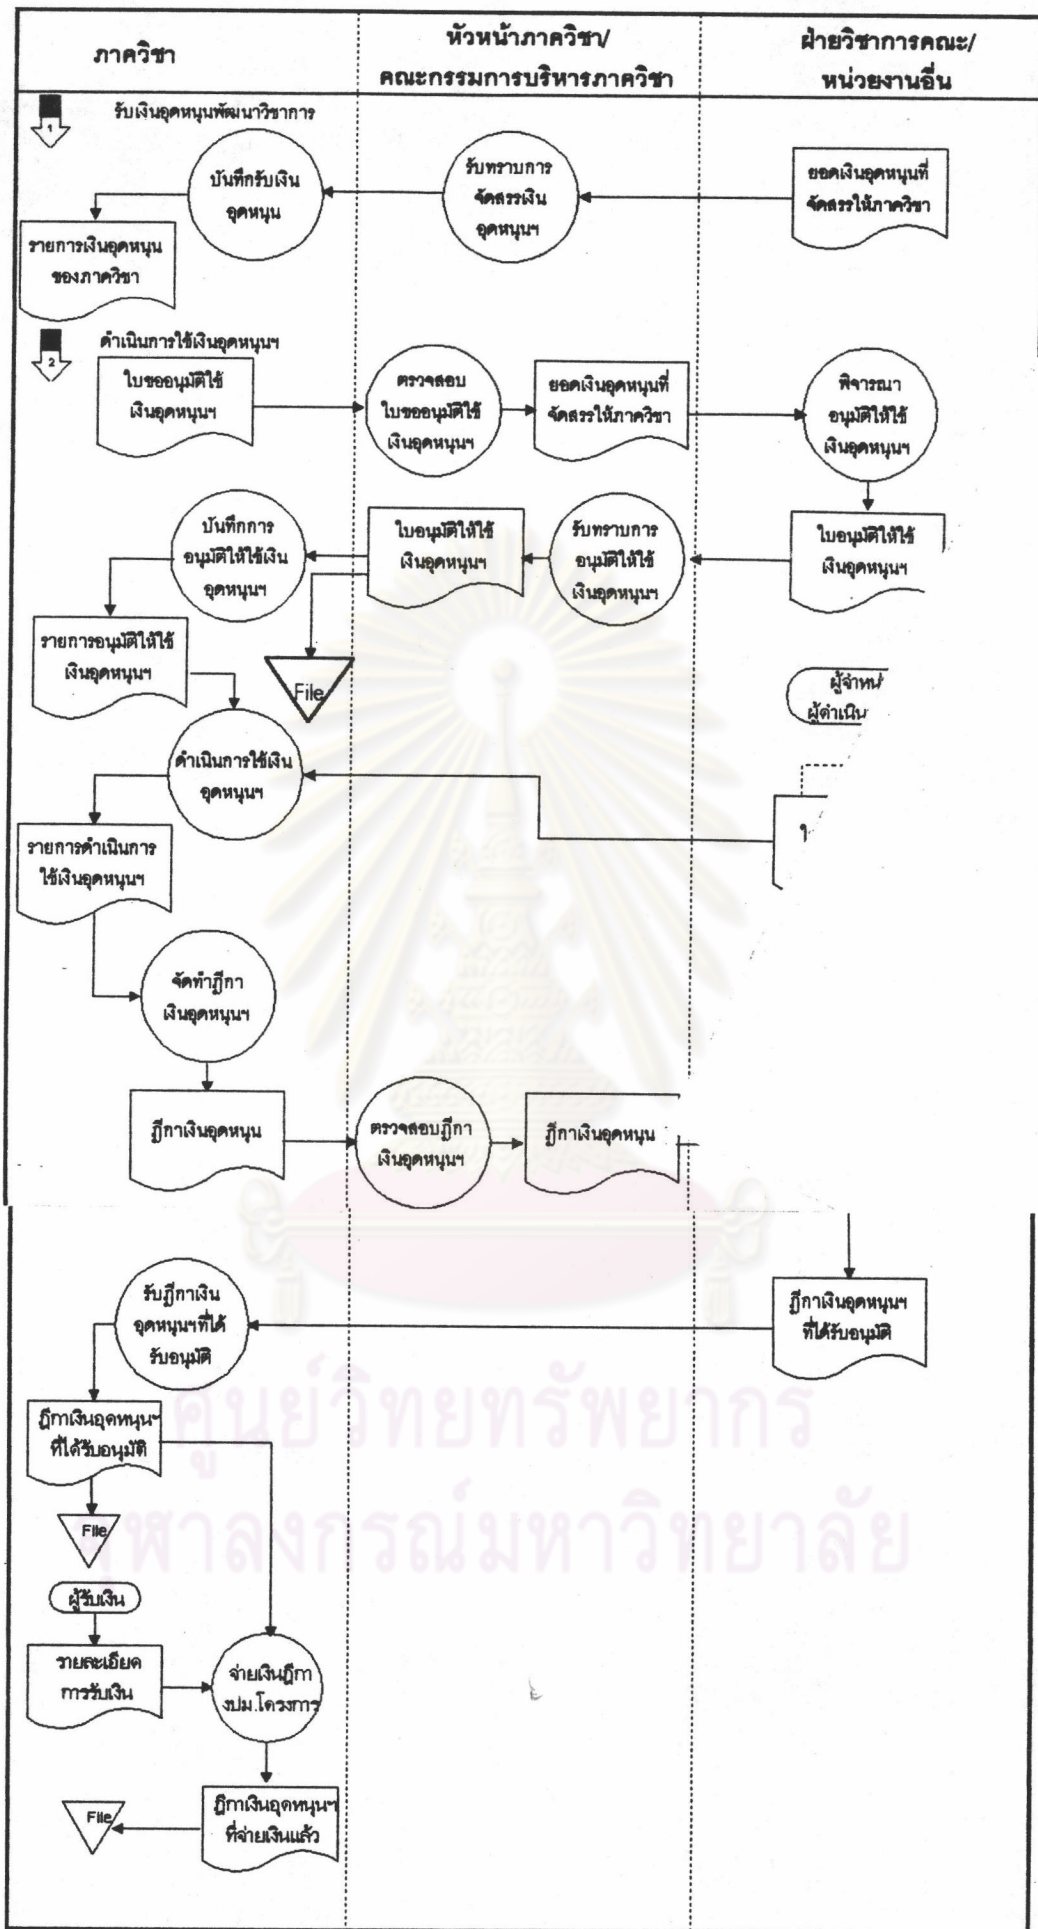 ภาควิชา
หัวหน้าภาควิชา/
คณะกรรมการบริหารภาควิชา
ฝ่ายวิชาการคณะ/
หน่วยงานอื่น
1
รับเงินอุดหนุนพัฒนาวิชาการ
บันทึกรับเงิน
อุดหนุน
รับทราบการ
จัดสรรเงิน
อุดหนุนฯ
ยอดเงินอุดหนุนที่
จัดสรรให้ภาควิชา
รายการเงินอุดหนุน
ของภาควิชา
2
ดำเนินการใช้เงินอุดหนุนฯ
ใบขออนุมัติใช้
เงินอุดหนุนฯ
ตรวจสอบ
ใบขออนุมัติใช้
เงินอุดหนุนฯ
ยอดเงินอุดหนุนที่
จัดสรรให้ภาควิชา
พิจารณา
อนุมัติให้ใช้
เงินอุดหนุนฯ
บันทึกการ
อนุมัติให้ใช้เงิน
อุดหนุนฯ
ใบอนุมัติให้ใช้
เงินอุดหนุนฯ
รับทราบการ
อนุมัติให้ใช้
เงินอุดหนุนฯ
ใบอนุมัติให้ใช้
เงินอุดหนุนฯ
รายการอนุมัติให้ใช้
เงินอุดหนุนฯ
File
ดำเนินการใช้เงิน
อุดหนุนฯ
รายการดำเนินการ
ใช้เงินอุดหนุนฯ
จัดทำฎีกา
เงินอุดหนุนฯ
ฎีกาเงินอุดหนุน
ตรวจสอบฎีกา
เงินอุดหนุนฯ
ฎีกาเงินอุดหนุน
รับฎีกาเงิน
อุดหนุนฯที่ได้
รับอนุมัติ
ฎีกาเงินอุดหนุนฯ
ที่ได้รับอนุมัติ
ฎีกาเงินอุดหนุนฯ
ที่ได้รับอนุมัติ
ศูนย์วิทยทรัพยากร
จุฬาลงกรณ์มหาวิทยาลัย
File
ผู้รับเงิน
รายละเอียด
การรับเงิน
จ่ายเงินฎีกา
งปม.โครงการ
ฎีกาเงินอุดหนุนฯ
ที่จ่ายเงินแล้ว
File